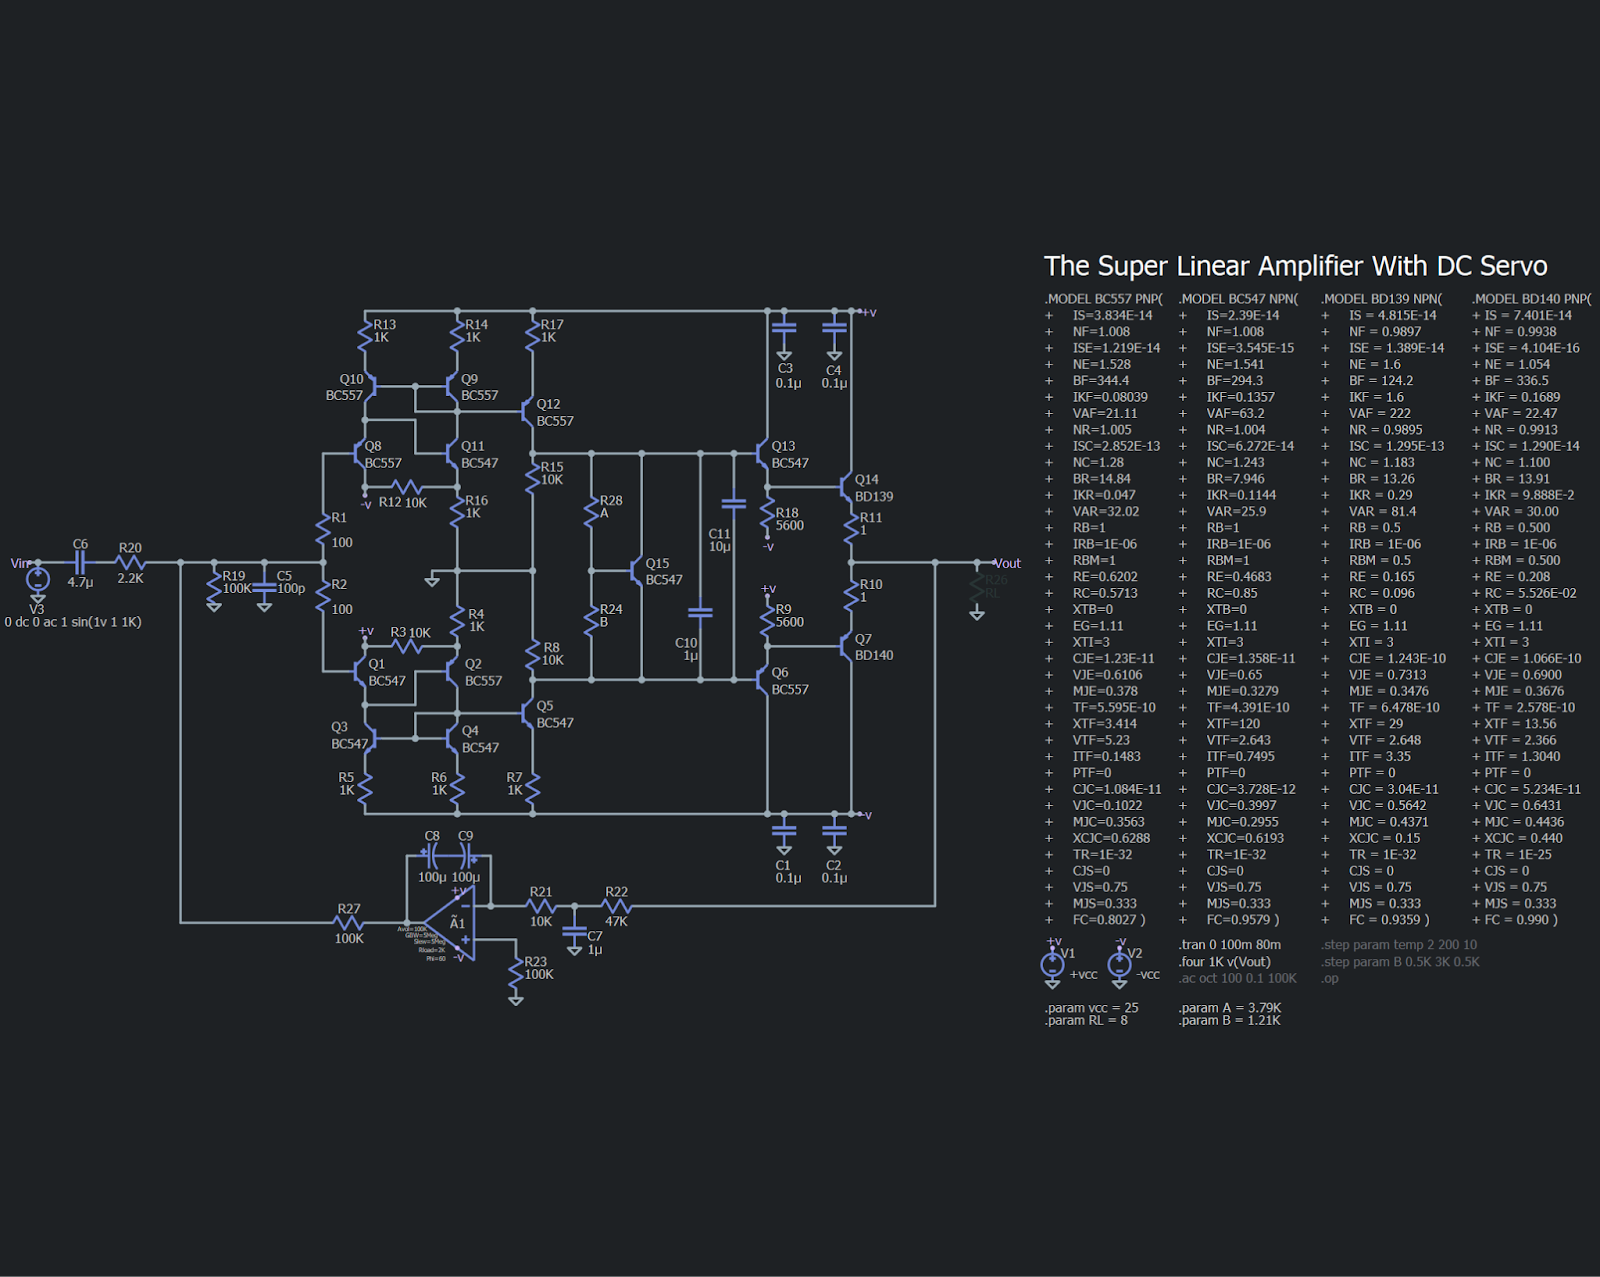 The Super Linear Amplifier With DC Servo
.MODEL BC557 PNP(
+ IS=3.834E-14
+ NF=1.008
+ ISE=1.219E-14
+ NE=1.528
+ BF=344.4
+ IKF=0.08039
+ VAF=21.11
+ NR=1.005
+ ISC=2.852E-13
+ NC=1.28
+ BR=14.84
+ IKR=0.047
+ VAR=32.02
+ RB=1
+ IRB=1E-06
+ RBM=1
+ RE=0.6202
+ RC=0.5713
+ XTB=0
+ EG=1.11
+ XTI=3
+ CJE=1.23E-11
+ VJE=0.6106
+ MJE=0.378
+ TF=5.595E-10
+ XTF=3.414
+ VTF=5.23
+ ITF=0.1483
+ PTF=0
+ CJC=1.084E-11
+ VJC=0.1022
+ MJC=0.3563
+ XCJC=0.6288
+ TR=1E-32
+ CJS=0
+ VJS=0.75
+ MJS=0.333
+ FC=0.8027 )
.MODEL BC547 NPN(
+ IS=2.39E-14
+ NF=1.008
+ ISE=3.545E-15
+ NE=1.541
+ BF=294.3
+ IKF=0.1357
+ VAF=63.2
+ NR=1.004
+ ISC=6.272E-14
+ NC=1.243
+ BR=7.946
+ IKR=0.1144
+ VAR=25.9
+ RB=1
+ IRB=1E-06
+ RBM=1
+ RE=0.4683
+ RC=0.85
+ XTB=0
+ EG=1.11
+ XTI=3
+ CJE=1.358E-11
+ VJE=0.65
+ MJE=0.3279
+ TF=4.391E-10
+ XTF=120
+ VTF=2.643
+ ITF=0.7495
+ PTF=0
+ CJC=3.728E-12
+ VJC=0.3997
+ MJC=0.2955
+ XCJC=0.6193
+ TR=1E-32
+ CJS=0
+ VJS=0.75
+ MJS=0.333
+ FC=0.9579 )
.MODEL BD139 NPN(
+ IS = 4.815E-14
+ NF = 0.9897
+ ISE = 1.389E-14
+ NE = 1.6
+ BF = 124.2
+ IKF = 1.6
+ VAF = 222
+ NR = 0.9895
+ ISC = 1.295E-13
+ NC = 1.183
+ BR = 13.26
+ IKR = 0.29
+ VAR = 81.4
+ RB = 0.5
+ IRB = 1E-06
+ RBM = 0.5
+ RE = 0.165
+ RC = 0.096
+ XTB = 0
+ EG = 1.11
+ XTI = 3
+ CJE = 1.243E-10
+ VJE = 0.7313
+ MJE = 0.3476
+ TF = 6.478E-10
+ XTF = 29
+ VTF = 2.648
+ ITF = 3.35
+ PTF = 0
+ CJC = 3.04E-11
+ VJC = 0.5642
+ MJC = 0.4371
+ XCJC = 0.15
+ TR = 1E-32
+ CJS = 0
+ VJS = 0.75
+ MJS = 0.333
+ FC = 0.9359 )
.MODEL BD140 PNP(
+ IS = 7.401E-14
+ NF = 0.9938
+ ISE = 4.104E-16
+ NE = 1.054
+ BF = 336.5
+ IKF = 0.1689
+ VAF = 22.47
+ NR = 0.9913
+ ISC = 1.290E-14
+ NC = 1.100
+ BR = 13.91
+ IKR = 9.888E-2
+ VAR = 30.00
+ RB = 0.500
+ IRB = 1E-06
+ RBM = 0.500
+ RE = 0.208
+ RC = 5.526E-02
+ XTB = 0
+ EG = 1.11
+ XTI = 3
+ CJE = 1.066E-10
+ VJE = 0.6900
+ MJE = 0.3676
+ TF = 2.578E-10
+ XTF = 13.56
+ VTF = 2.366
+ ITF = 1.3040
+ PTF = 0
+ CJC = 5.234E-11
+ VJC = 0.6431
+ MJC = 0.4436
+ XCJC = 0.440
+ TR = 1E-25
+ CJS = 0
+ VJS = 0.75
+ MJS = 0.333
+ FC = 0.990 )
+v
V1
+vcc
-v
V2
-vcc
.tran 0 100m 80m
.four 1K v(Vout)
.ac oct 100 0.1 100K
.step param temp 2 200 10
.step param B 0.5K 3K 0.5K
.op
.param vcc = 25
.param RL = 8
.param A = 3.79K
.param B = 1.21K
R13
1K
R14
1K
R17
1K
+v
C3
0.1µ
C4
0.1µ
Q10
BC557
Q9
BC557
Q12
BC557
Q8
BC557
Q11
BC547
Q13
BC547
R15
10K
Q14
BD139
-v
R12 10K
R16
1K
R28
A
C11
10µ
R18
5600
-v
R11
1
R1
100
Vin
C6
4.7µ
R20
2.2K
R19
100K
C5
100p
R2
100
V3
0 dc 0 ac 1 sin(1v 1 1K)
Q15
BC547
Vout
R26
RL
R10
1
+v
R9
5600
R24
B
R4
1K
+v
R3 10K
R8
10K
C10
1µ
Q7
BD140
Q1
BC547
Q2
BC557
Q6
BC557
Q5
BC547
Q3
BC547
Q4
BC547
R5
1K
R6
1K
R7
1K
-v
C1
0.1µ
C2
0.1µ
C8
100µ
C9
100µ
+v
Ã1
-v
Avol=100K
GBW=5Meg
Slew=5Meg
Rload=2K
Phi=60
R27
100K
R21
10K
R22
47K
C7
1µ
R23
100K